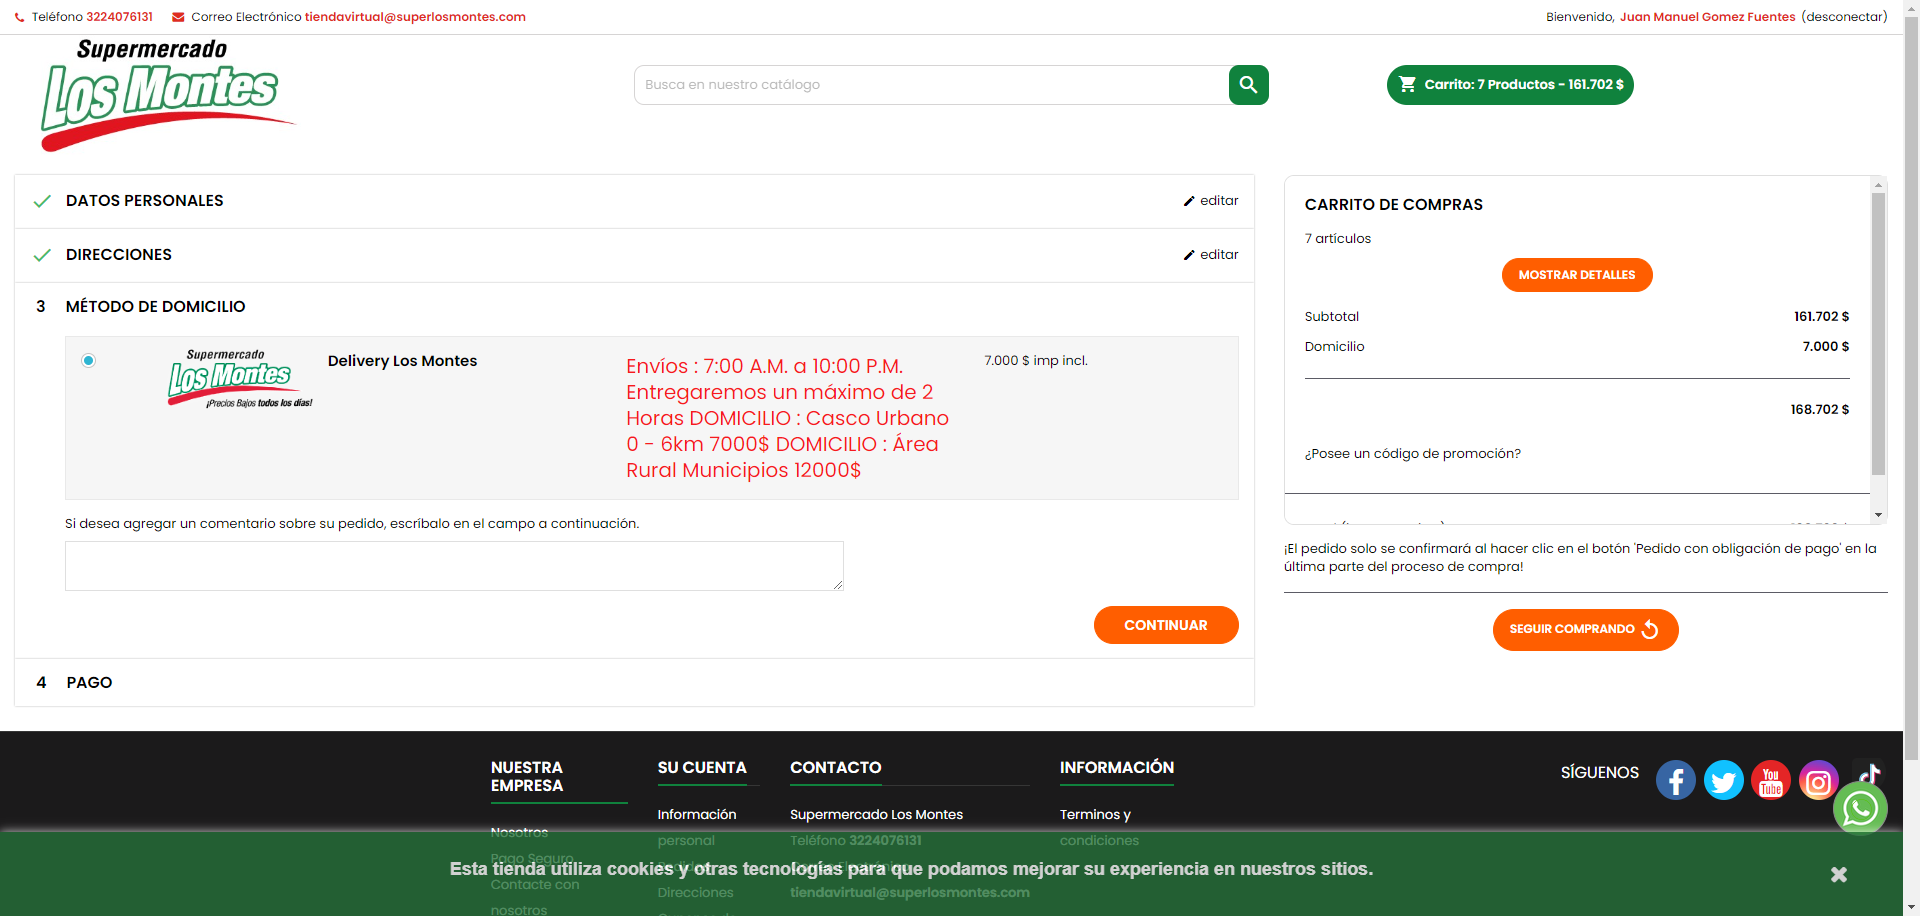 Teléfono 3224076131 Correo Electrónico tiendavirtual@superlosmontes.com
Bienvenido, Juan Manuel Gomez Fuentes (desconectar)
Supermercado
Los Montes
Busca en nuestro catálogo
Carrito: 7 Productos - 161.702 $
DATOS PERSONALES
editar
DIRECCIONES
editar
3 MÉTODO DE DOMICILIO
Supermercado
Los Montes
¡Precios Bajos todos los días!
Delivery Los Montes
Envíos : 7:00 A.M. a 10:00 P.M.
Entregaremos un máximo de 2
Horas DOMICILIO : Casco Urbano
0 - 6km 7000$ DOMICILIO : Área
Rural Municipios 12000$
7.000 $ imp incl.
Si desea agregar un comentario sobre su pedido, escríbalo en el campo a continuación.
CONTINUAR
4 PAGO
CARRITO DE COMPRAS
7 artículos
MOSTRAR DETALLES
Subtotal 161.702 $
Domicilio 7.000 $
168.702 $
¿Posee un código de promoción?
¡El pedido solo se confirmará al hacer clic en el botón 'Pedido con obligación de pago' en la
última parte del proceso de compra!
SEGUIR COMPRANDO
NUESTRA
EMPRESA
Nosotros
Pago Seguro
Contacte con
nosotros
SU CUENTA
Información
personal
Direcciones
CONTACTO
Supermercado Los Montes
Teléfono 3224076131
tiendavirtual@superlosmontes.com
INFORMACIÓN
Terminos y
condiciones
SÍGUENOS
You
Tube
Esta tienda utiliza cookies y otras tecnologías para que podamos mejorar su experiencia en nuestros sitios.